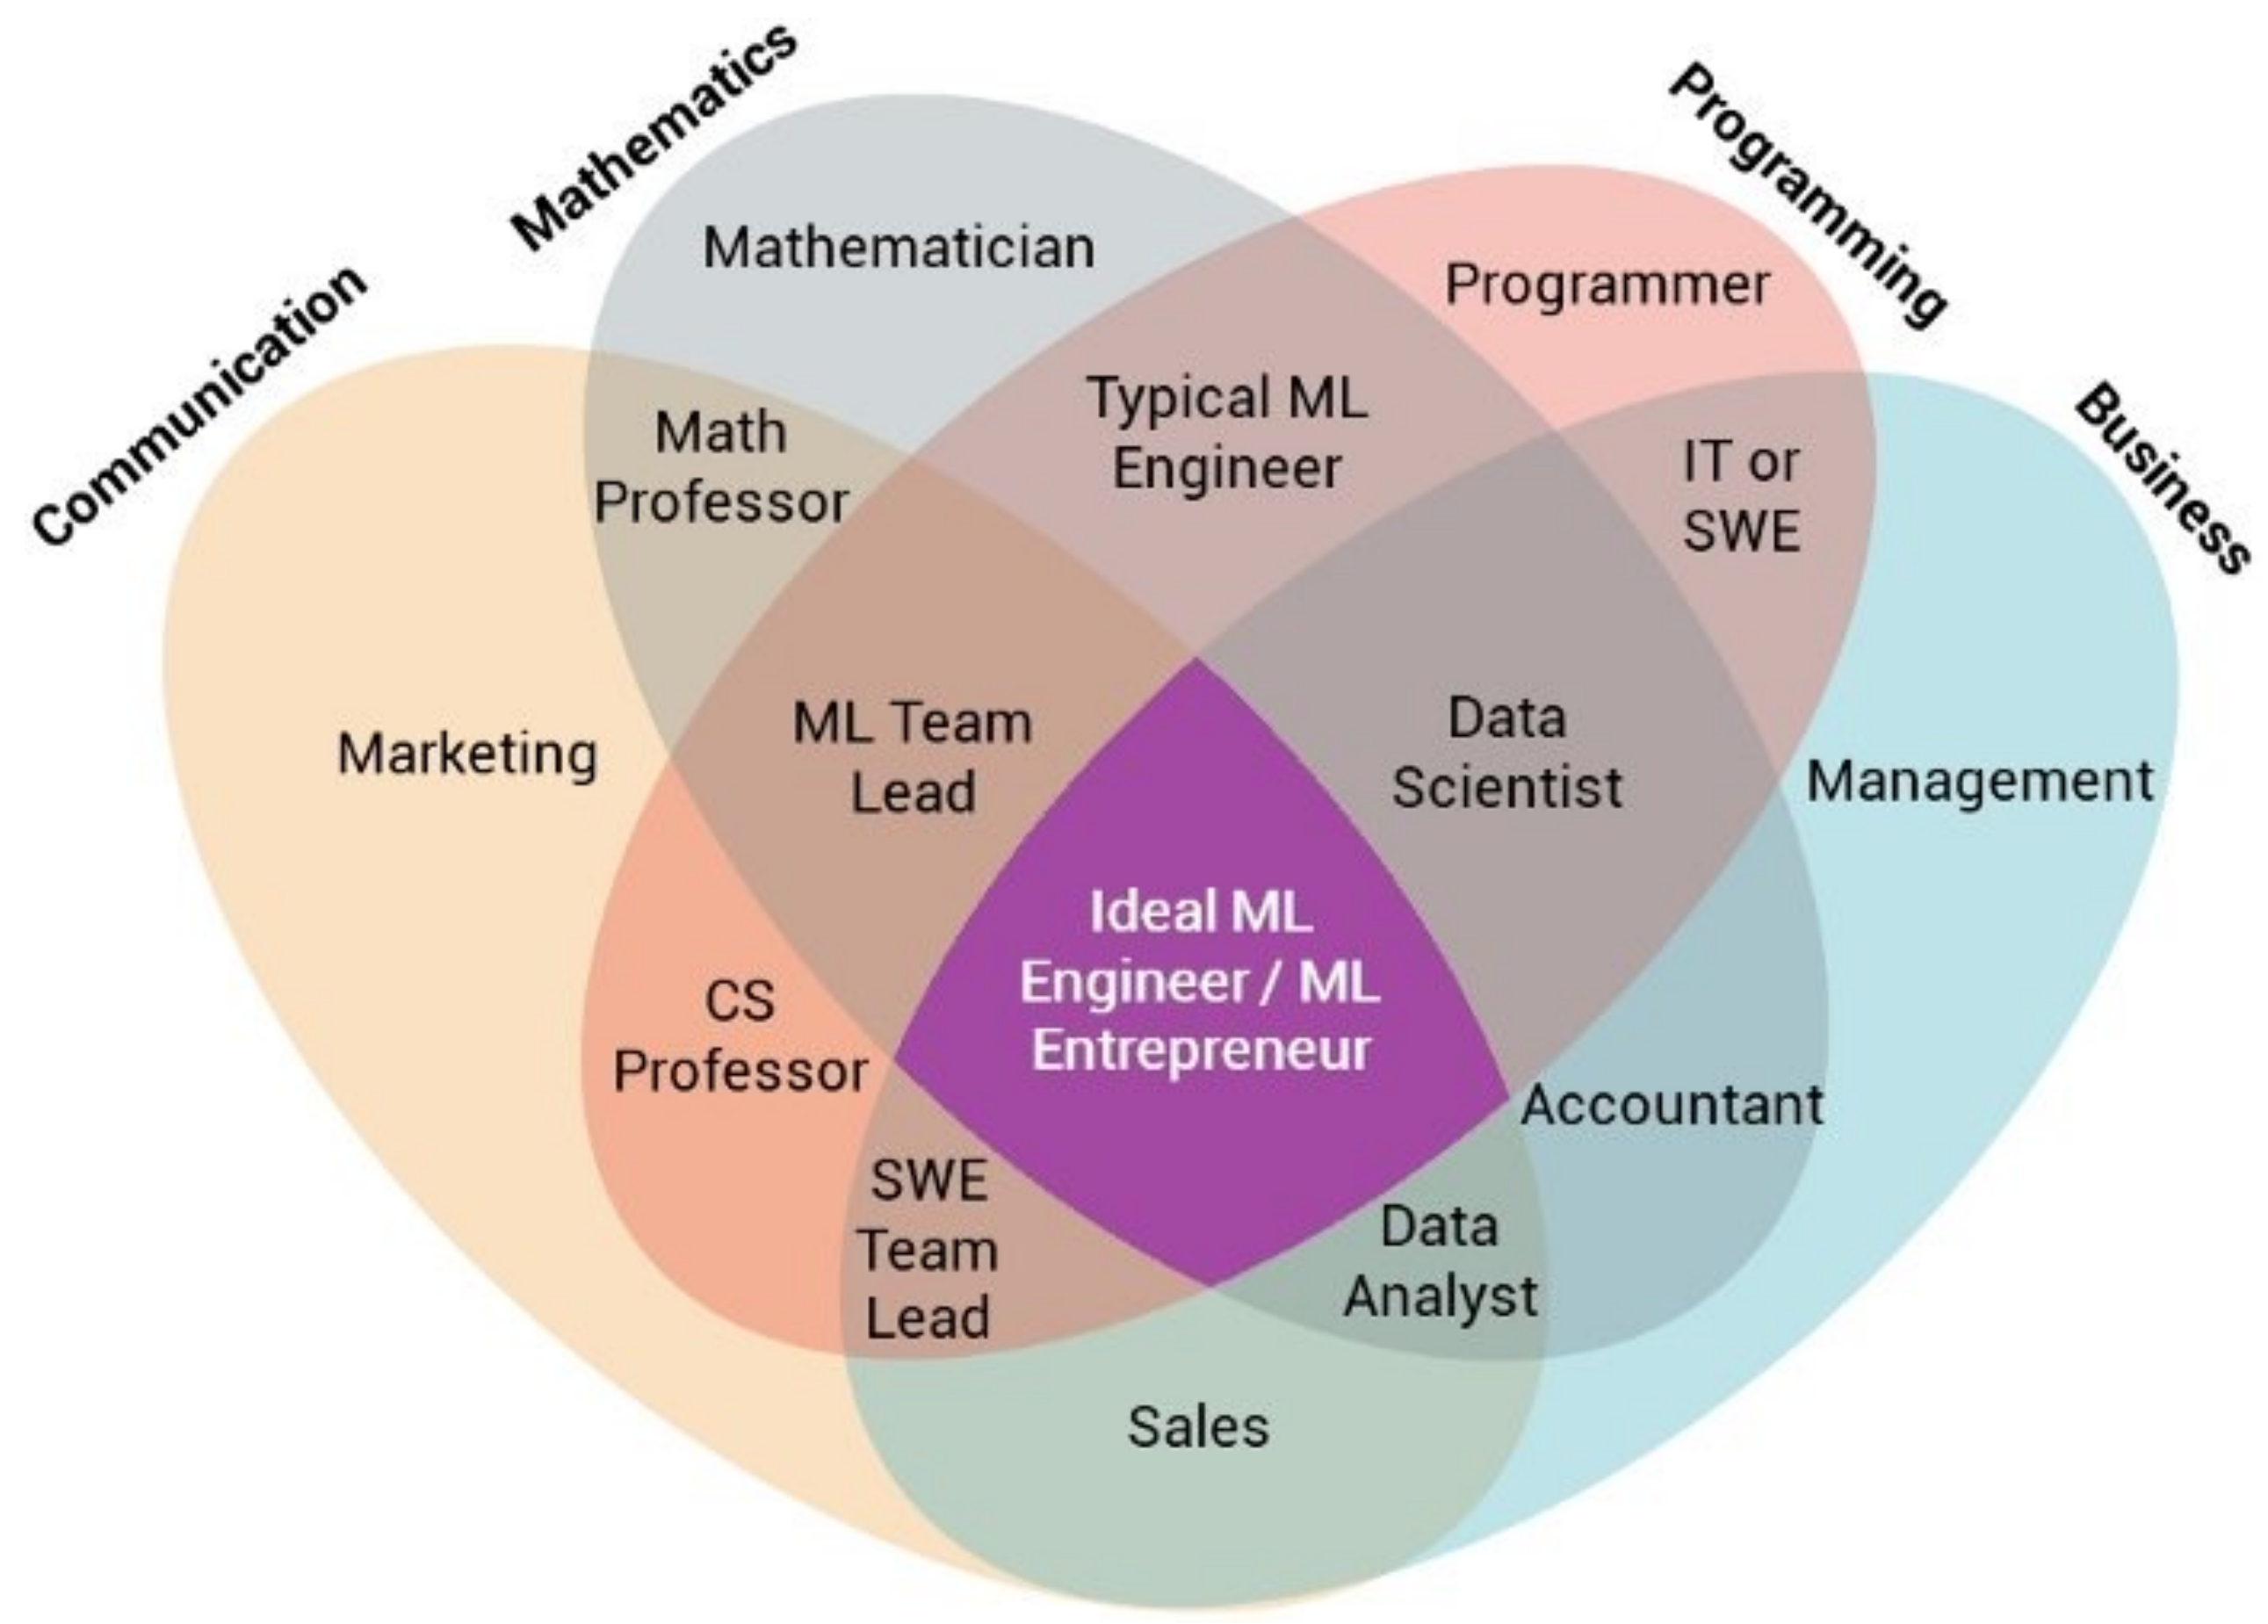 Mathematics
Programming
Communication
Business
Mathematician
Programmer
Math
Professor
Typical ML
Engineer
IT or
SWE
Marketing
ML Team
Lead
Data
Scientist
Management
Ideal ML
Engineer / ML
Entrepreneur
CS
Professor
Accountant
SWE
Team
Lead
Data
Analyst
Sales